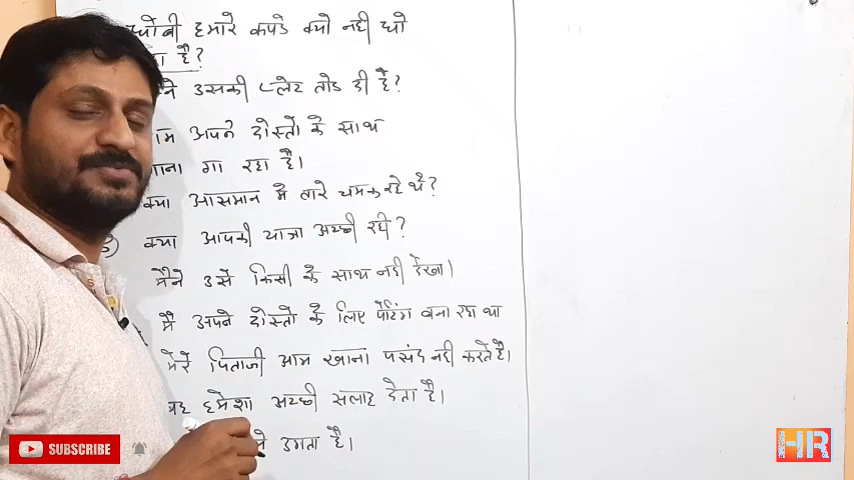 धोबी हमारे कपडे क्यो नही धो
है?
उसकी प्लेट तोड दी है?
अपने दोस्तो के साथ
गाना गा रहा है।
क्या आसमान मे तारे चमक रहे थे?
क्या आपकी यात्रा अच्छी रही?
मैने उसे किसी के साथ नही देखा।
मै अपने दोस्तो के लिए पेंटिंग बना रहा था
मेरे पिताजी आम खाना पसंद नही करते है।
वह हमेशा अच्छी सलाह देता है।
उगता है।
SUBSCRIBE
HR